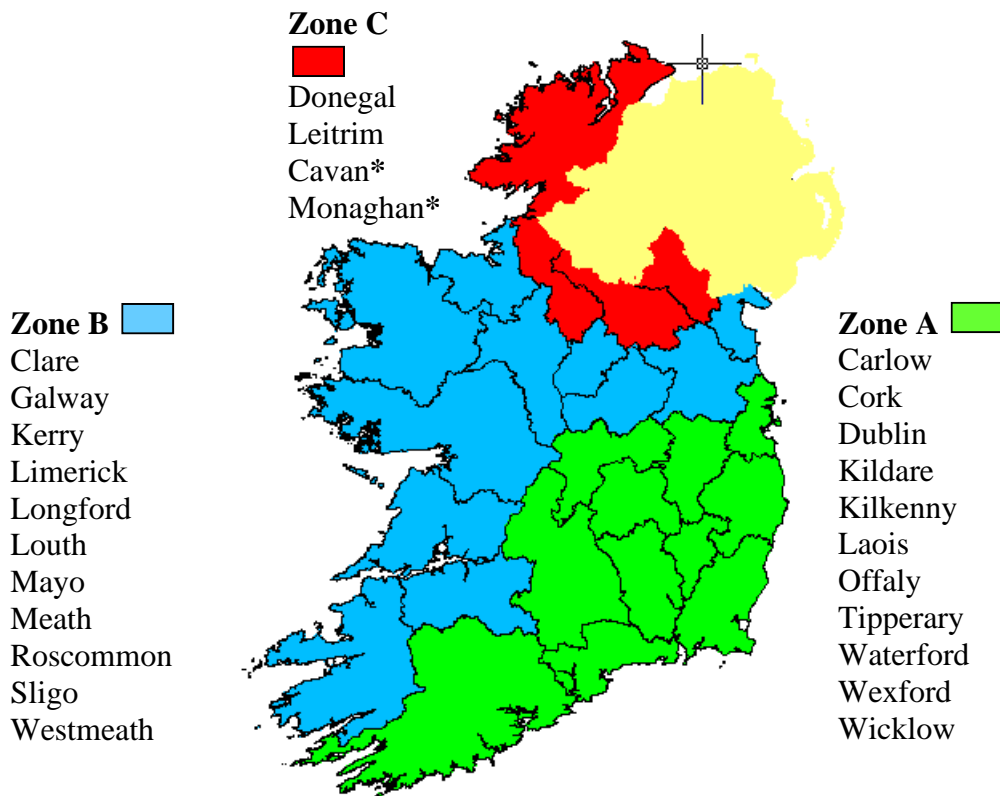 Zone C
Donegal
Leitrim
Cavan*
Monaghan*
Zone B
Clare
Galway
Kerry
Limerick
Longford
Louth
Mayo
Meath
Roscommon
Sligo
Westmeath
Zone A
Carlow
Cork
Dublin
Kildare
Kilkenny
Laois
Offaly
Tipperary
Waterford
Wexford
Wicklow